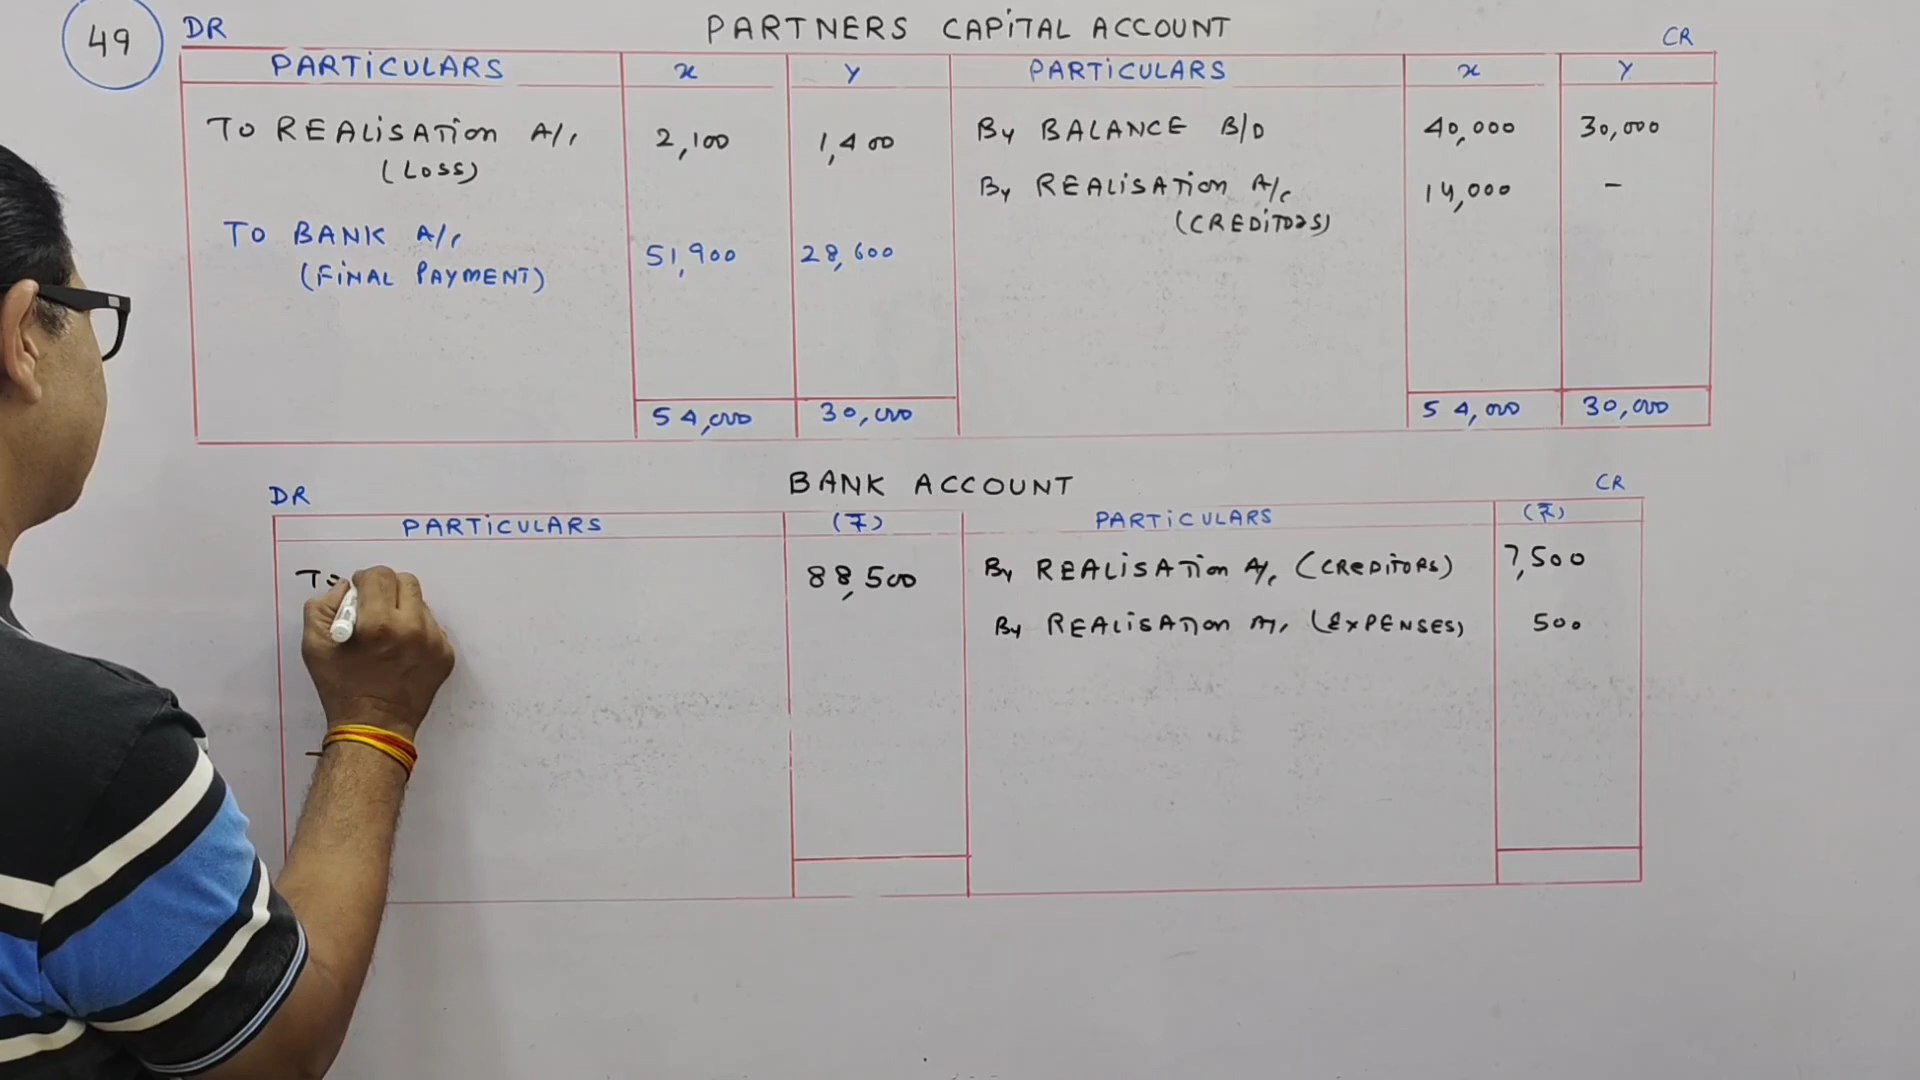 49
DR PARTNERS CAPITAL ACCOUNT CR
PARTICULARS x Y PARTICULARS x Y
TO REALISATION A/c 2,100 1,400 By BALANCE B/D 40,000 30,000
(LOSS) By REALISATION A/c 14,000 -
(CREDITORS)
TO BANK A/c 51,900 28,600
(FINAL PAYMENT)
54,000 30,000 54,000 30,000
DR BANK ACCOUNT CR
PARTICULARS (₹) PARTICULARS (₹)
To 88,500 By REALISATION A/c (CREDITORS) 7,500
By REALISATION A/c (EXPENSES) 500